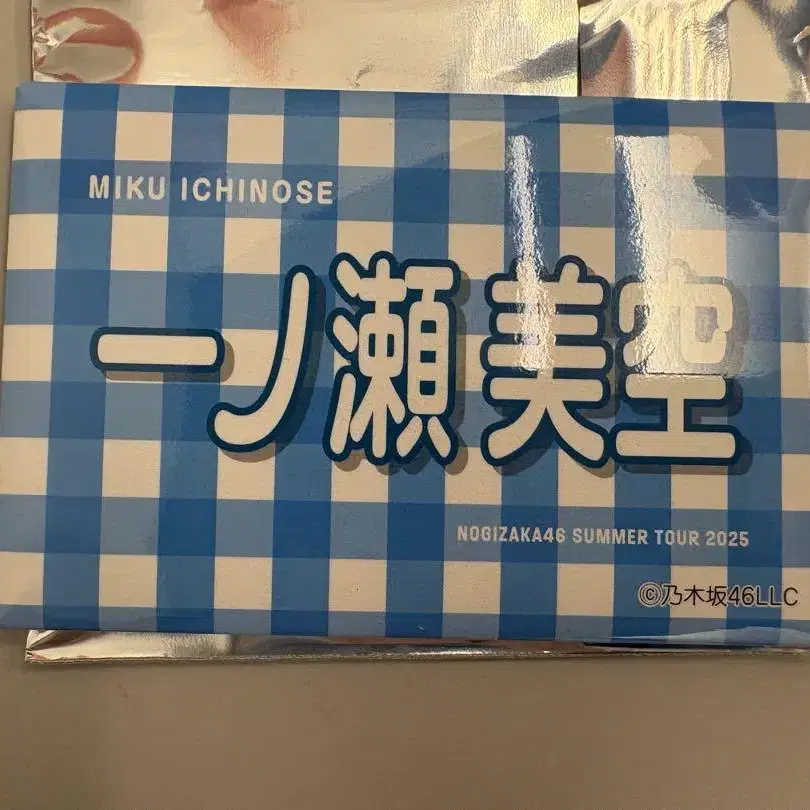 MIKU ICHINOSE
一ノ瀬美空
NOGIZAKA46 SUMMER TOUR 2025
©乃木坂46LLC